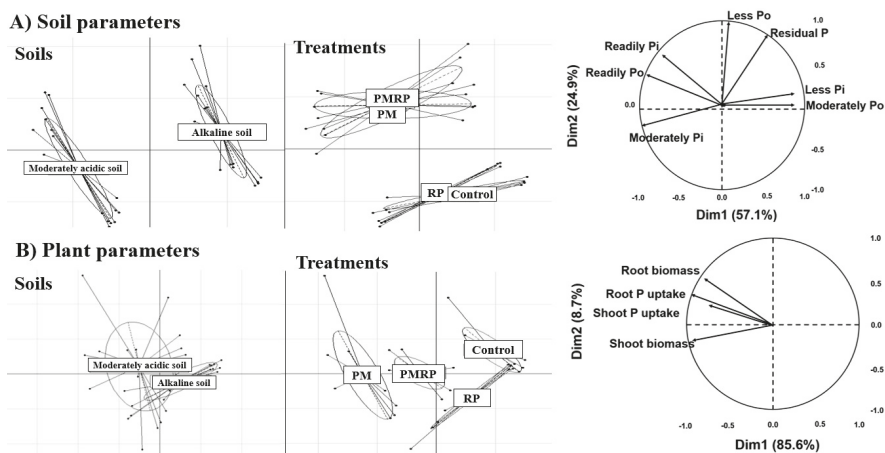 A) Soil parameters
Soils
Treatments
Alkaline soil
Moderately acidic soil
PMRP
PM
RP
Control
Less Po
Residual P
Readily Pi
Readily Po
Less Pi
Moderately Po
Moderately Pi
1.0
0.5
0.0
-0.5
-1.0
-1.0
-0.5
0.0
0.5
1.0
Dim2 (24.9%)
Dim1 (57.1%)
B) Plant parameters
Soils
Treatments
Moderately acidic soil
Alkaline soil
PM
PMRP
Control
RP
Root biomass
Root P uptake
Shoot P uptake
Shoot biomass
1.0
0.5
0.0
-0.5
-1.0
-1.0
-0.5
0.0
0.5
1.0
Dim2 (8.7%)
Dim1 (85.6%)